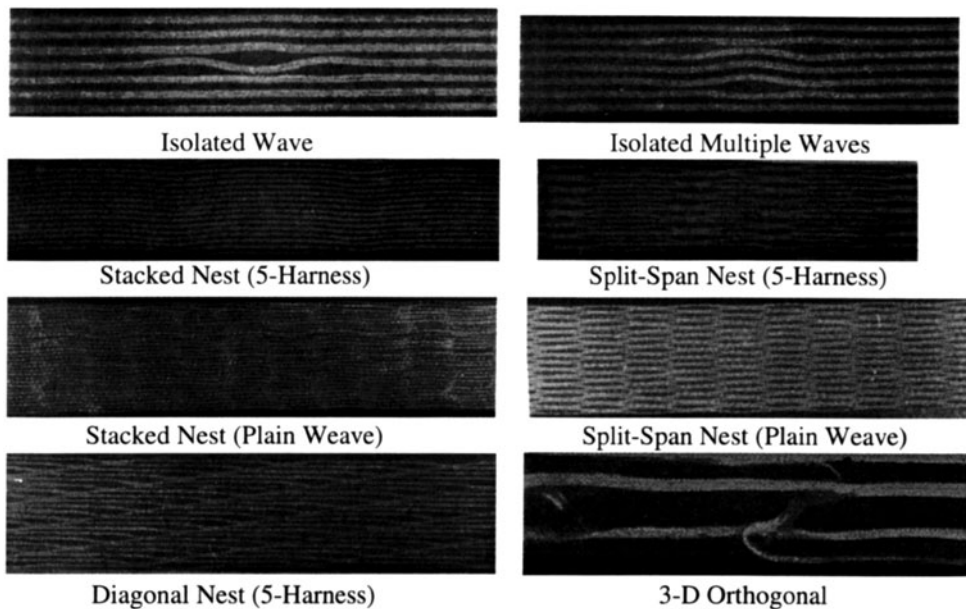 Isolated Wave
Isolated Multiple Waves
Stacked Nest (5-Harness)
Split-Span Nest (5-Harness)
Stacked Nest (Plain Weave)
Split-Span Nest (Plain Weave)
Diagonal Nest (5-Harness)
3-D Orthogonal